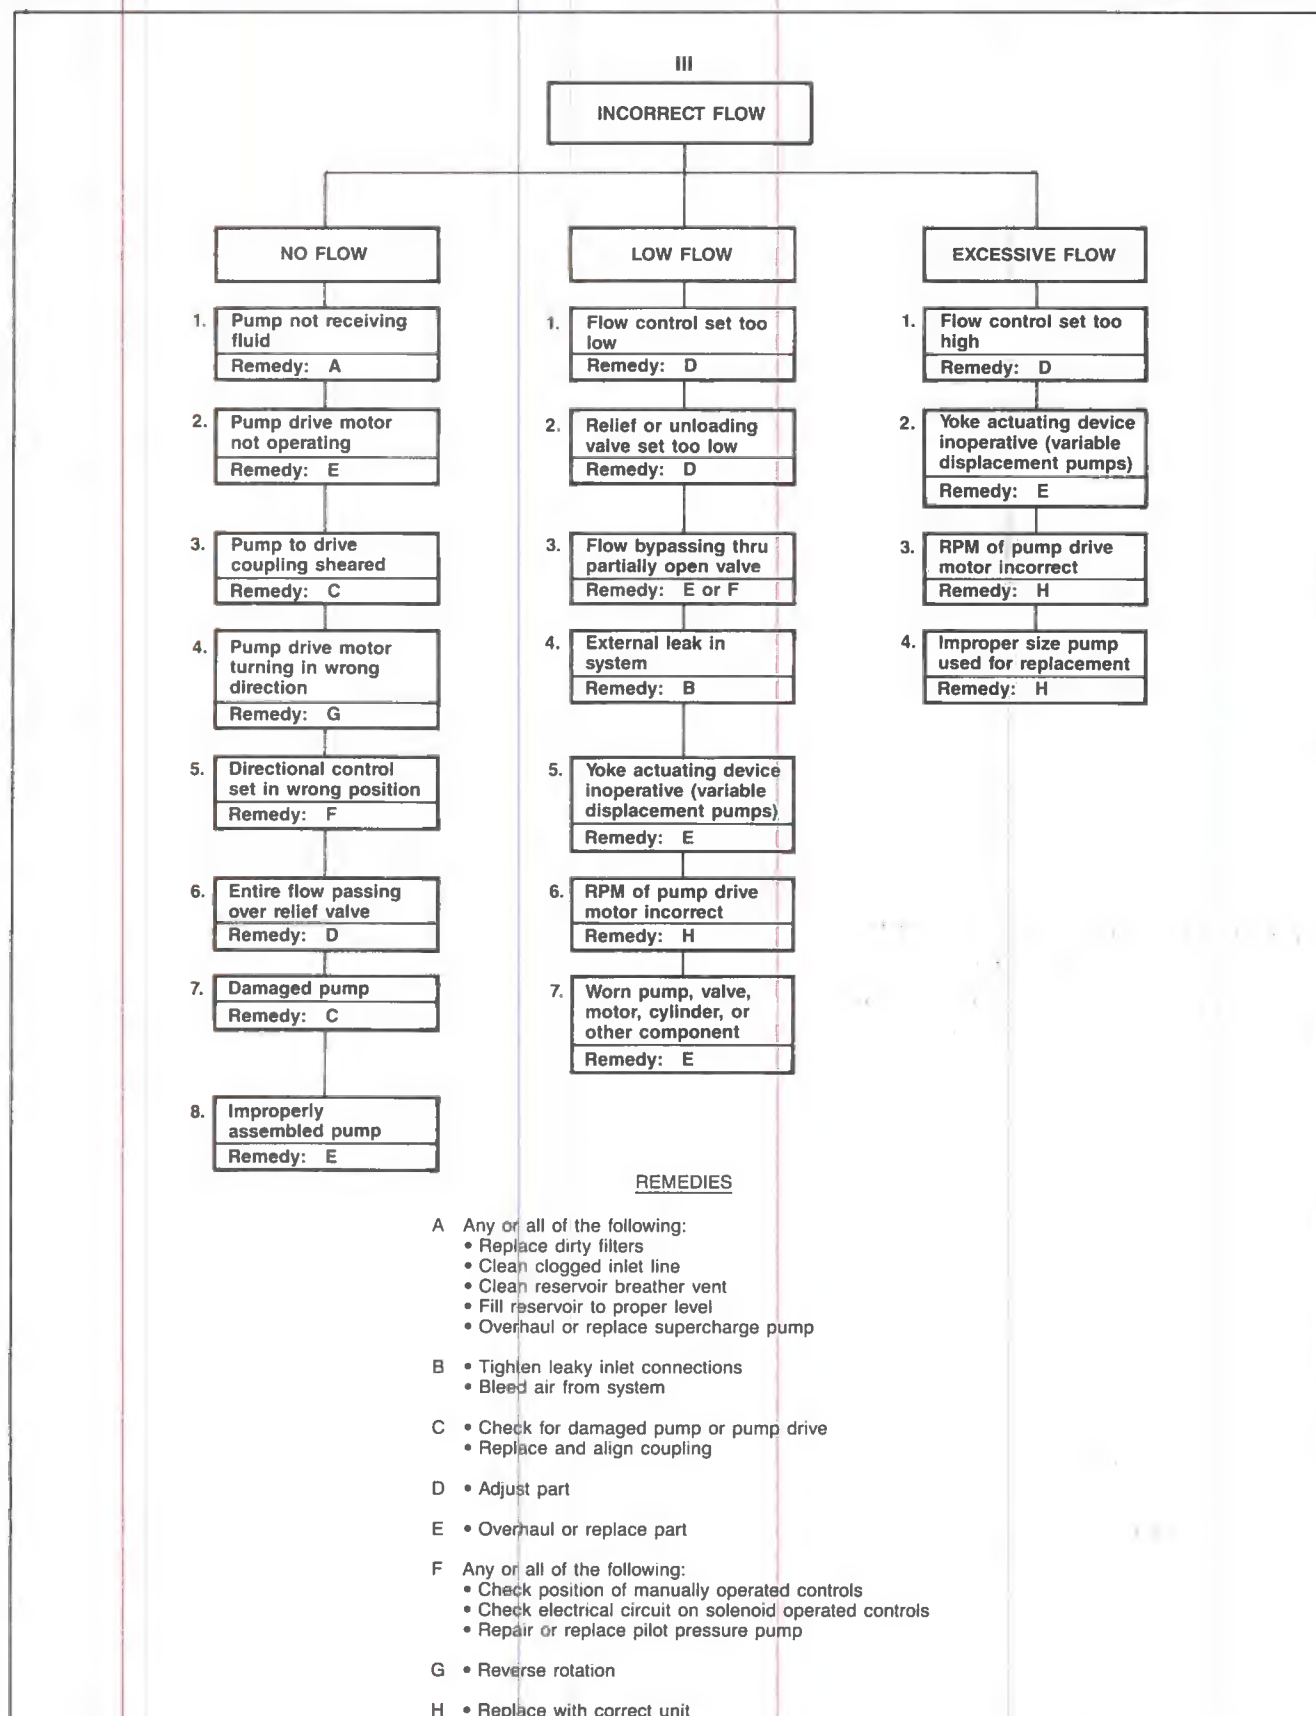 III
INCORRECT FLOW
NO FLOW
1. Pump not receiving
fluid
Remedy: A
2. Pump drive motor
not operating
Remedy: E
3. Pump to drive
coupling sheared
Remedy: C
4. Pump drive motor
turning in wrong
direction
Remedy: G
5. Directional control
set in wrong position
Remedy: F
6. Entire flow passing
over relief valve
Remedy: D
7. Damaged pump
Remedy: C
8. Improperly
assembled pump
Remedy: E
LOW FLOW
1. Flow control set too
low
Remedy: D
2. Relief or unloading
valve set too low
Remedy: D
3. Flow bypassing thru
partially open valve
Remedy: E or F
4. External leak in
system
Remedy: B
5. Yoke actuating device
inoperative (variable
displacement pumps)
Remedy: E
6. RPM of pump drive
motor incorrect
Remedy: H
7. Worn pump, valve,
motor, cylinder, or
other component
Remedy: E
EXCESSIVE FLOW
1. Flow control set too
high
Remedy: D
2. Yoke actuating device
inoperative (variable
displacement pumps)
Remedy: E
3. RPM of pump drive
motor incorrect
Remedy: H
4. Improper size pump
used for replacement
Remedy: H
REMEDIES
A Any or all of the following:
• Replace dirty filters
• Clean clogged inlet line
• Clean reservoir breather vent
• Fill reservoir to proper level
• Overhaul or replace supercharge pump
B • Tighten leaky inlet connections
• Bleed air from system
C • Check for damaged pump or pump drive
• Replace and align coupling
D • Adjust part
E • Overhaul or replace part
F Any or all of the following:
• Check position of manually operated controls
• Check electrical circuit on solenoid operated controls
• Repair or replace pilot pressure pump
G • Reverse rotation
H • Replace with correct unit